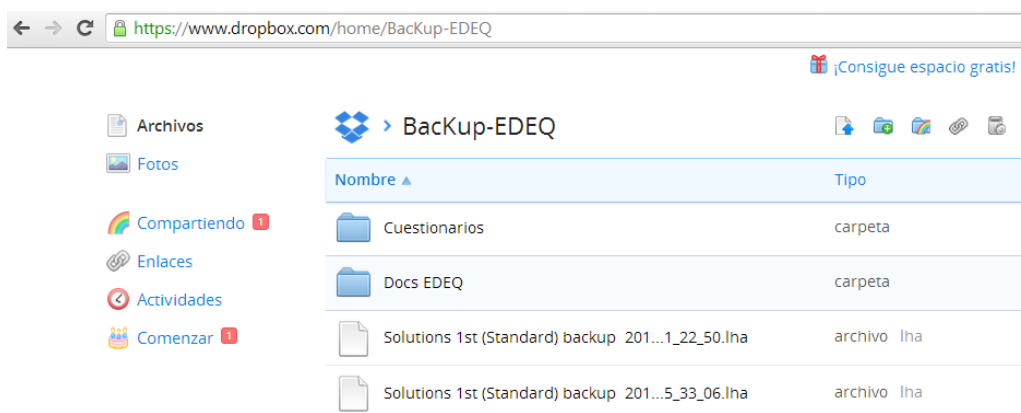 https://www.dropbox.com/home/BacKup-EDEQ
¡Consigue espacio gratis!
Archivos
Fotos
Compartiendo 1
Enlaces
Actividades
Comenzar 1
BacKup-EDEQ
Nombre Tipo
Cuestionarios carpeta
Docs EDEQ carpeta
Solutions 1st (Standard) backup 201...1_22_50.lha archivo lha
Solutions 1st (Standard) backup 201...5_33_06.lha archivo lha